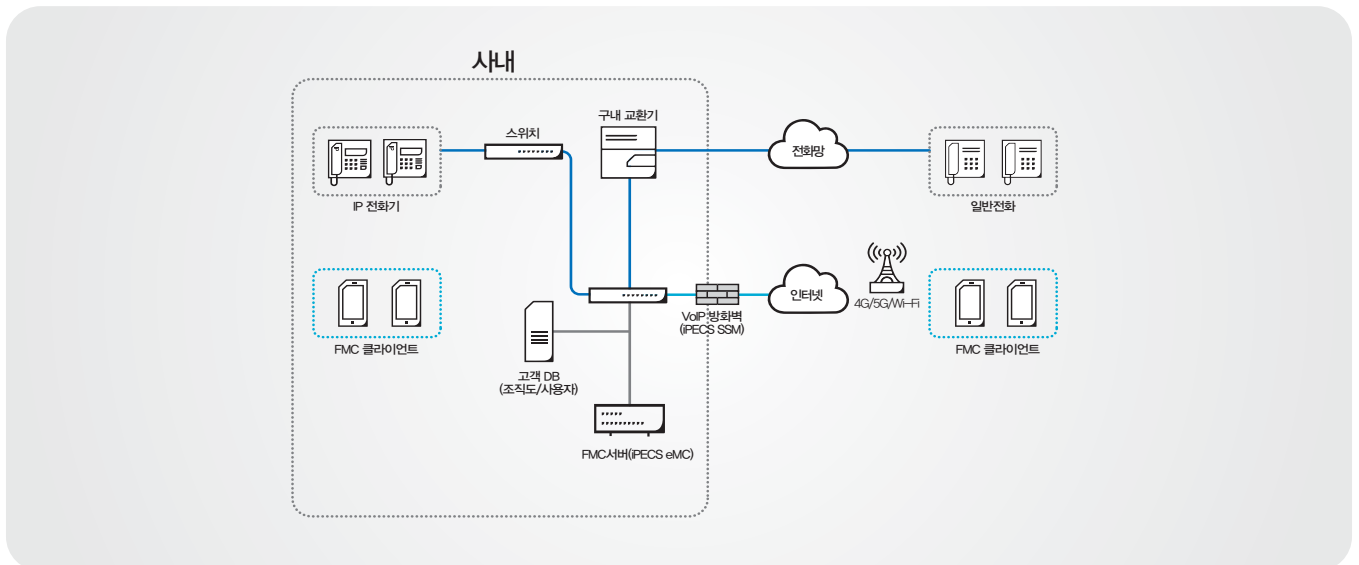 사내
구내 교환기
스위치
전화망
IP 전화기
일반전화
인터넷
4G/5G/Wi-Fi
VoIP 방화벽
(iPECS SSM)
FMC 클라이언트
FMC 클라이언트
고객 DB
(조직도/사용자)
FMC서버(iPECS eMC)